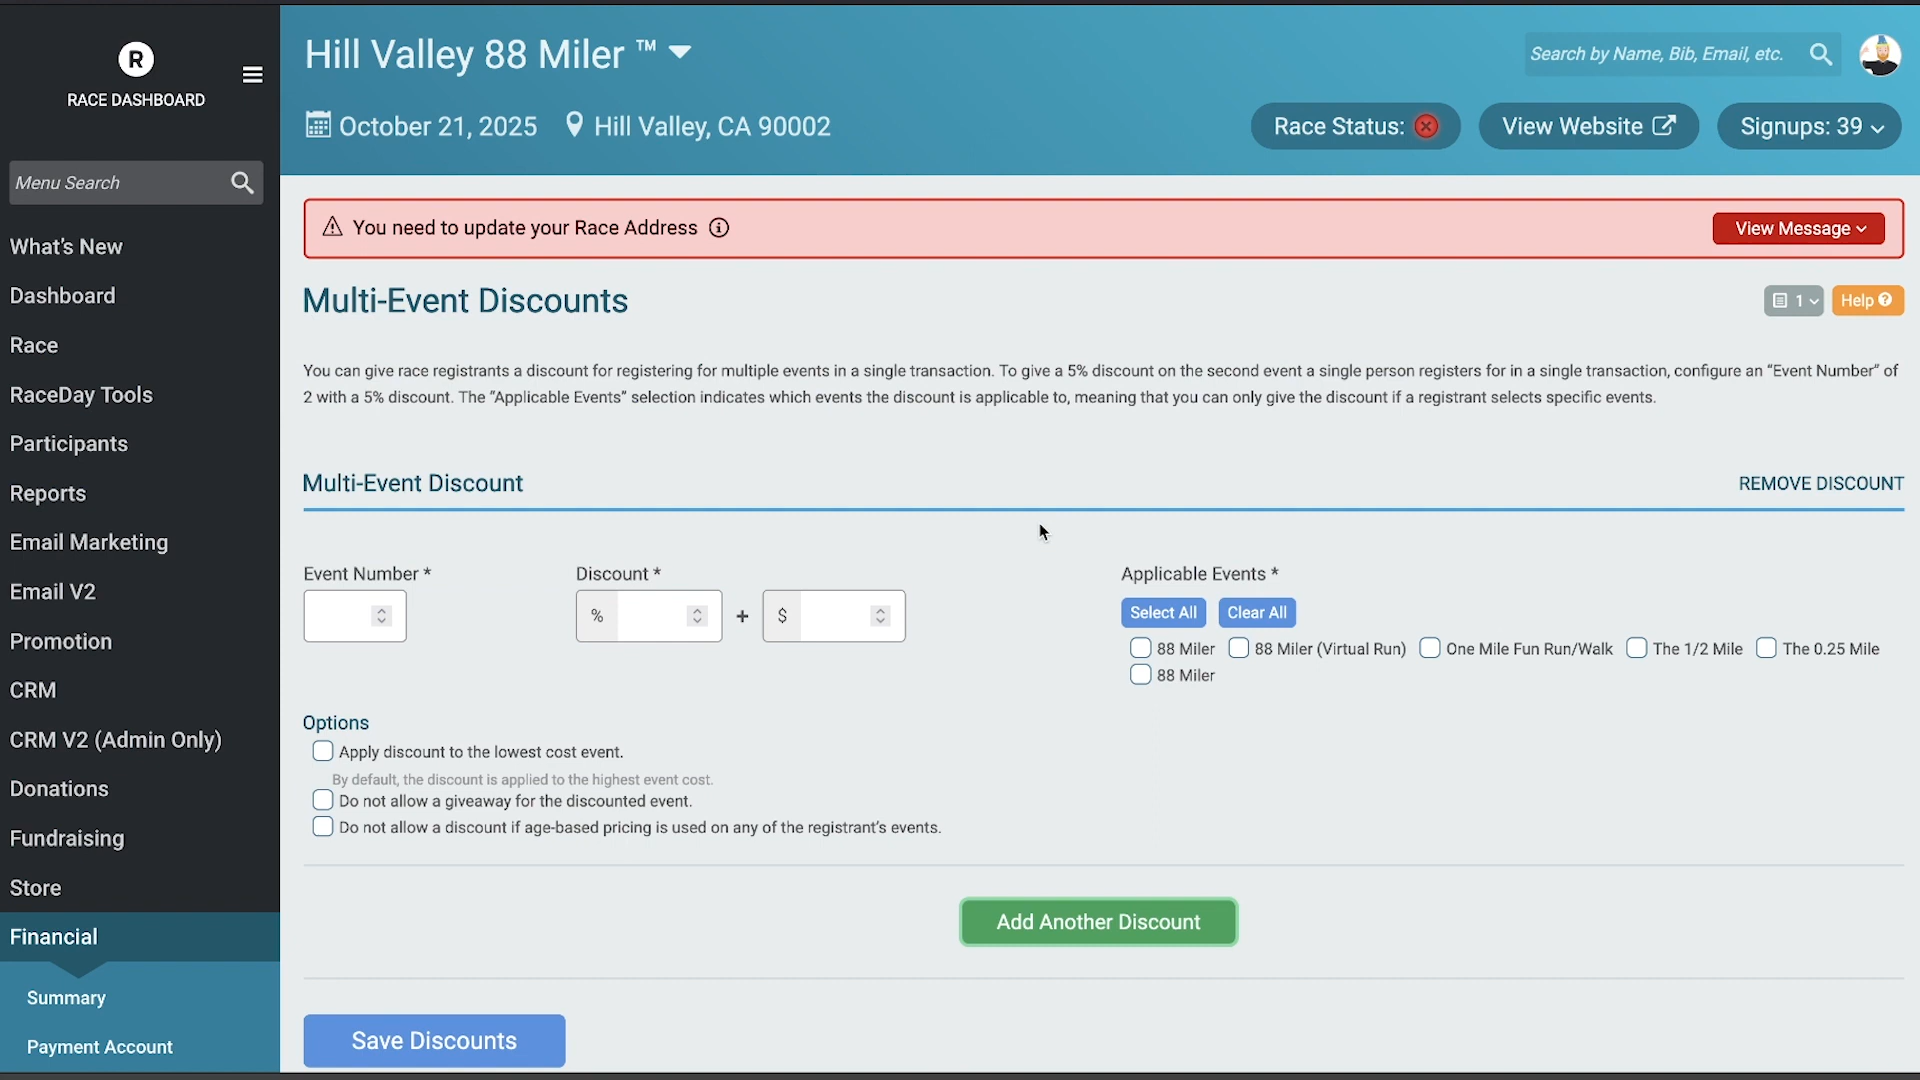 R
RACE DASHBOARD
Menu Search
What's New
Dashboard
Race
RaceDay Tools
Participants
Reports
Email Marketing
Email V2
Promotion
CRM
CRM V2 (Admin Only)
Donations
Fundraising
Store
Financial
Summary
Payment Account
Hill Valley 88 Miler ™
Search by Name, Bib, Email, etc.
October 21, 2025 Hill Valley, CA 90002
Race Status: View Website Signups: 39
You need to update your Race Address View Message
Multi-Event Discounts 1 Help
You can give race registrants a discount for registering for multiple events in a single transaction. To give a 5% discount on the second event a single person registers for in a single transaction, configure an “Event Number” of
2 with a 5% discount. The “Applicable Events” selection indicates which events the discount is applicable to, meaning that you can only give the discount if a registrant selects specific events.
Multi-Event Discount REMOVE DISCOUNT
Event Number * Discount * Applicable Events *
% + $
Select All Clear All
88 Miler 88 Miler (Virtual Run) One Mile Fun Run/Walk The 1/2 Mile The 0.25 Mile
88 Miler
Options
Apply discount to the lowest cost event.
By default, the discount is applied to the highest event cost.
Do not allow a giveaway for the discounted event.
Do not allow a discount if age-based pricing is used on any of the registrant's events.
Add Another Discount
Save Discounts